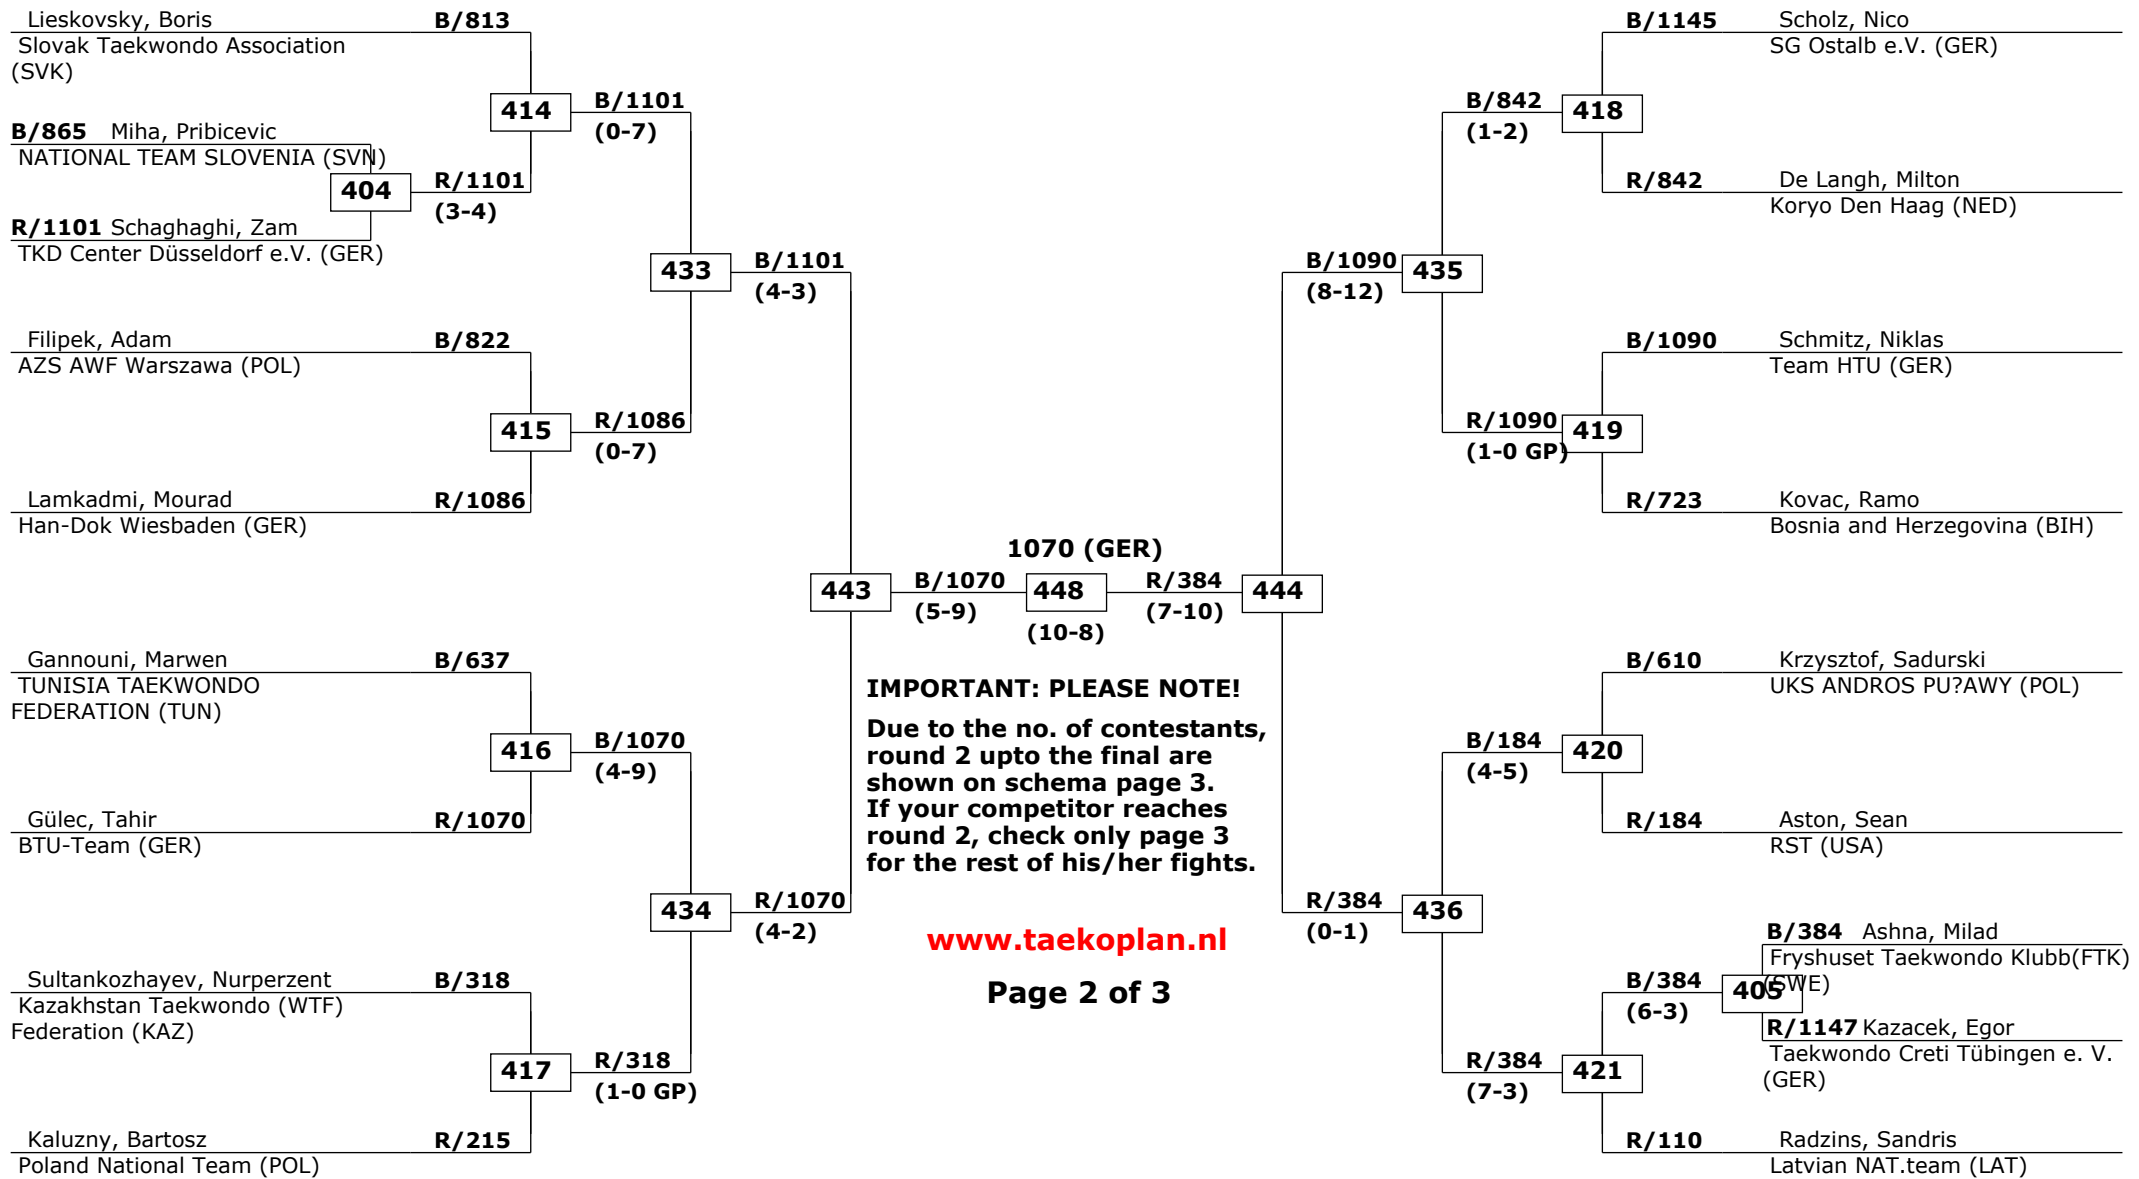 Lieskovsky, Boris
B/813
Slovak Taekwondo Association
(SVK)
414
B/1101
(0-7)
B/865 Miha, Pribicevic
NATIONAL TEAM SLOVENIA (SVN)
404
R/1101
(3-4)
R/1101 Schaghaghi, Zam
TKD Center Düsseldorf e.V. (GER)
433
B/1101
(4-3)
Filipek, Adam
B/822
AZS AWF Warszawa (POL)
415
R/1086
(0-7)
Lamkadmi, Mourad
R/1086
Han-Dok Wiesbaden (GER)
443
B/1070
(5-9)
Gannouni, Marwen
B/637
TUNISIA TAEKWONDO
FEDERATION (TUN)
416
B/1070
(4-9)
Gülec, Tahir
R/1070
BTU-Team (GER)
434
R/1070
(4-2)
Sultankozhayev, Nurperzent
B/318
Kazakhstan Taekwondo (WTF)
Federation (KAZ)
417
R/318
(1-0 GP)
Kaluzny, Bartosz
R/215
Poland National Team (POL)
1070 (GER)
448
(10-8)
IMPORTANT: PLEASE NOTE!
Due to the no. of contestants,
round 2 upto the final are
shown on schema page 3.
If your competitor reaches
round 2, check only page 3
for the rest of his/her fights.
www.taekoplan.nl
Page 2 of 3
R/384
(7-10)
444
B/1145
Scholz, Nico
SG Ostalb e.V. (GER)
B/842
(1-2)
418
R/842
De Langh, Milton
Koryo Den Haag (NED)
B/1090
(8-12)
435
B/1090
Schmitz, Niklas
Team HTU (GER)
R/1090
(1-0 GP)
419
R/723
Kovac, Ramo
Bosnia and Herzegovina (BIH)
B/610
Krzysztof, Sadurski
UKS ANDROS PU?AWY (POL)
B/184
(4-5)
420
R/184
Aston, Sean
RST (USA)
R/384
(0-1)
436
B/384 Ashna, Milad
Fryshuset Taekwondo Klubb(FTK)
(SWE)
B/384
(6-3)
405
R/1147 Kazacek, Egor
Taekwondo Creti Tübingen e. V.
(GER)
R/384
(7-3)
421
R/110
Radzins, Sandris
Latvian NAT.team (LAT)